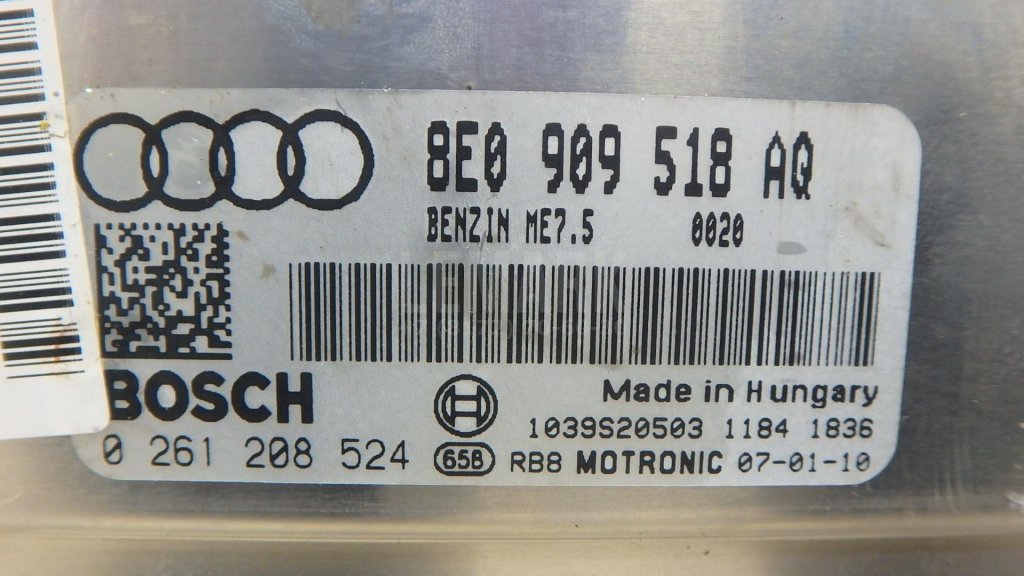 8E0 909 518 AQ
BENZIN ME7.5 0020
BOSCH
Made in Hungary
1039S20503 1184 1836
0 261 208 524 658 RB8 MOTRONIC 07-01-10